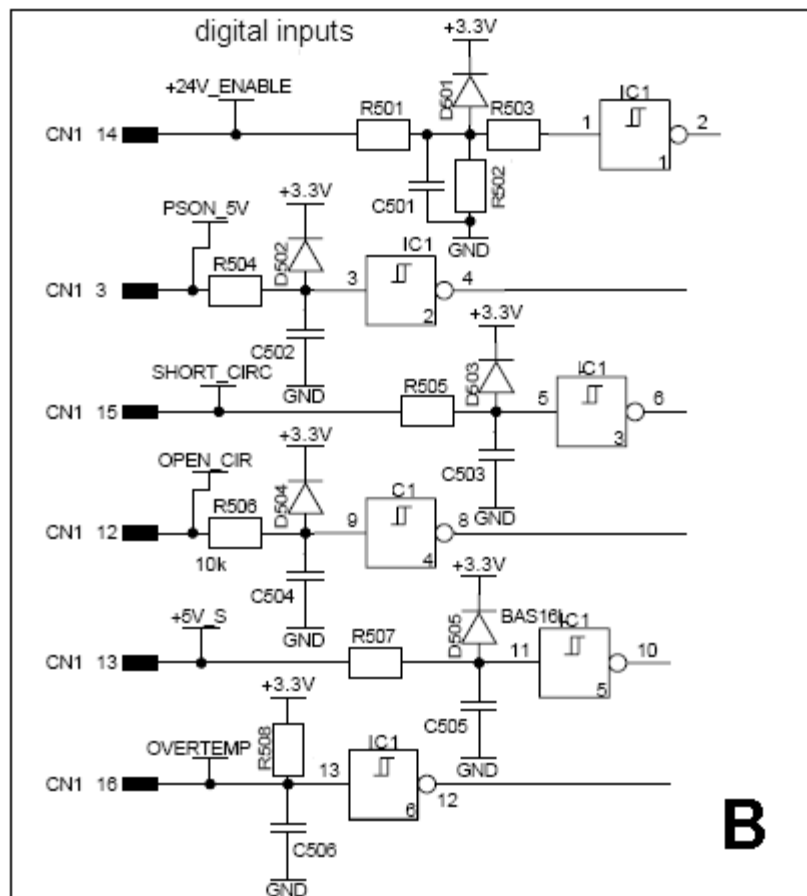 digital inputs
+3.3V
+24V_ENABLE
D501
IC1
R501
R503
CN1 14
1
2
1
R502
C501
+3.3V
PSON_5V
GND
D502
IC1
R504
CN1 3
3
4
2
+3.3V
C502
SHORT_CIRC
D503
IC1
GND
R505
CN1 15
5
6
3
+3.3V
OPEN_CIR
C503
D504
C1
R506
GND
CN1 12
9
8
4
10k
+3.3V
C504
+5V_S
D505
BAS16L
IC1
GND
R507
CN1 13
11
10
5
+3.3V
C505
OVERTEMP
R508
IC1
GND
CN1 16
13
12
6
C506
GND
B